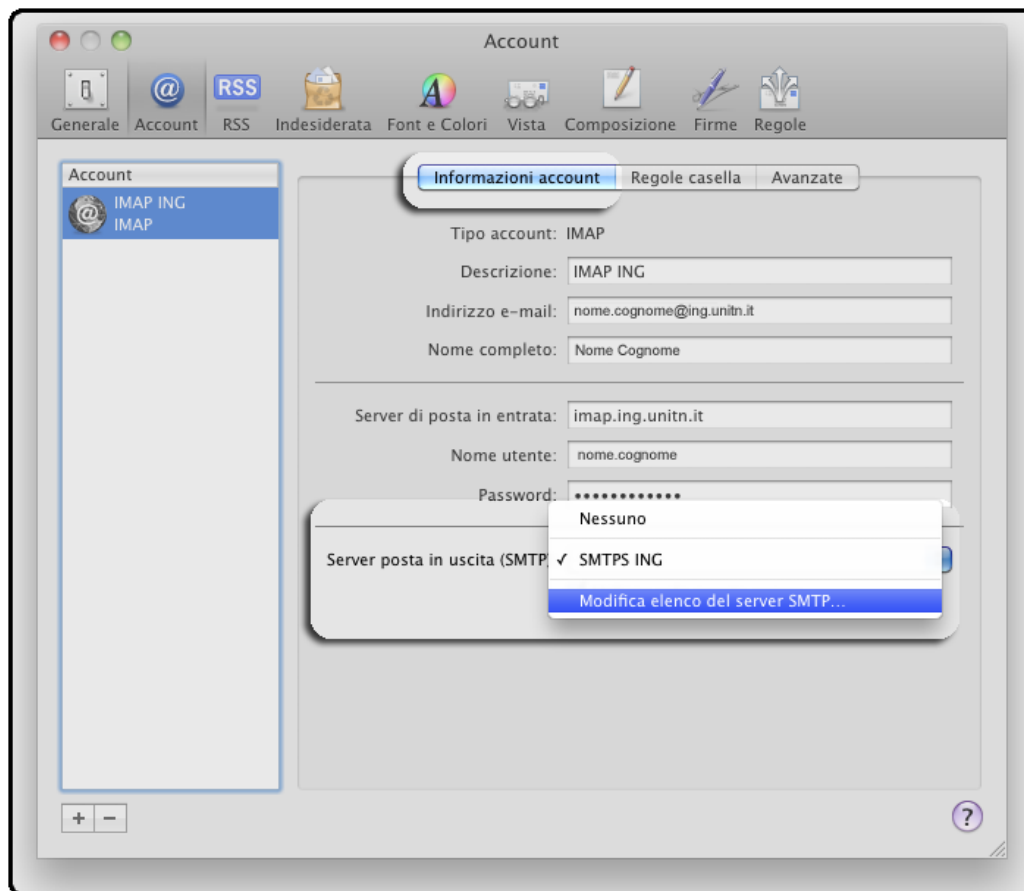 Account
RSS
Generale Account RSS Indesiderata Font e Colori Vista Composizione Firme Regole
Account
IMAP ING
IMAP
Informazioni account Regole casella Avanzate
Tipo account: IMAP
Descrizione: IMAP ING
Indirizzo e-mail: nome.cognome@ing.unitn.it
Nome completo: Nome Cognome
Server di posta in entrata: imap.ing.unitn.it
Nome utente: nome.cognome
Password: ••••••••••••
Nessuno
Server posta in uscita (SMTP) ✓ SMTPS ING
Modifica elenco del server SMTP...
+ − ?